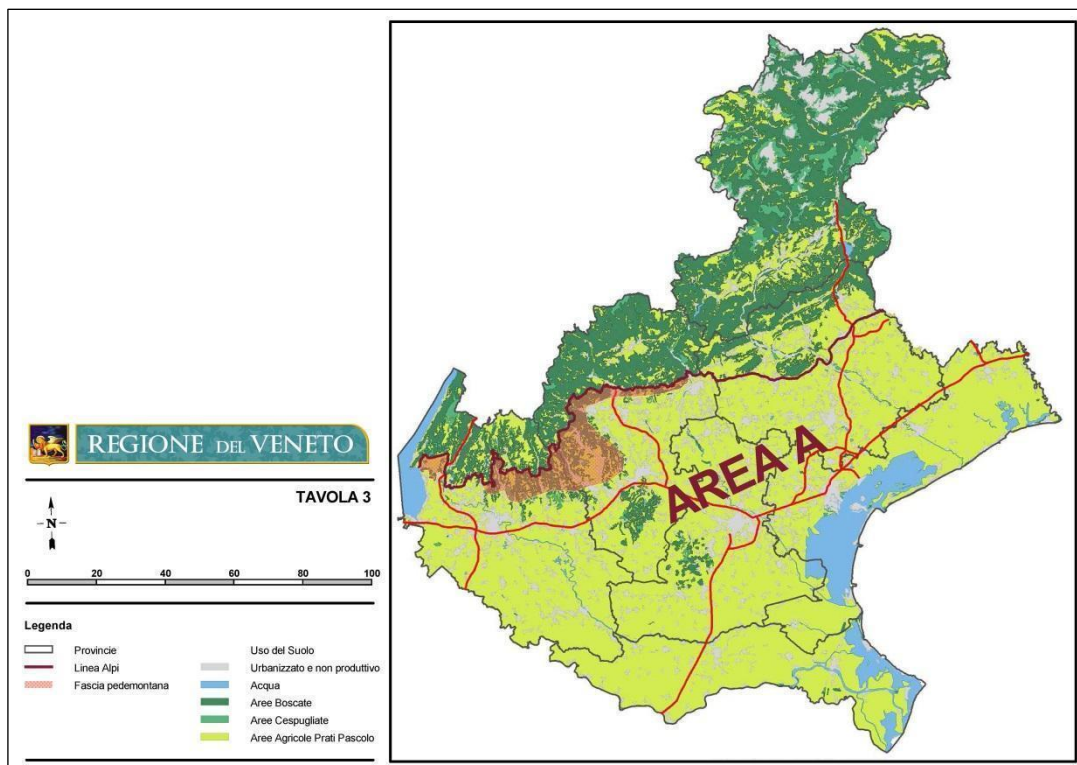 REGIONE DEL VENETO
TAVOLA 3
N
0 20 40 60 80 100
Legenda
Provincie
Linea Alpi
Fascia pedemontana
Uso del Suolo
Urbanizzato e non produttivo
Acqua
Aree Boscate
Aree Cespugliate
Aree Agricole Prati Pascolo
AREA A